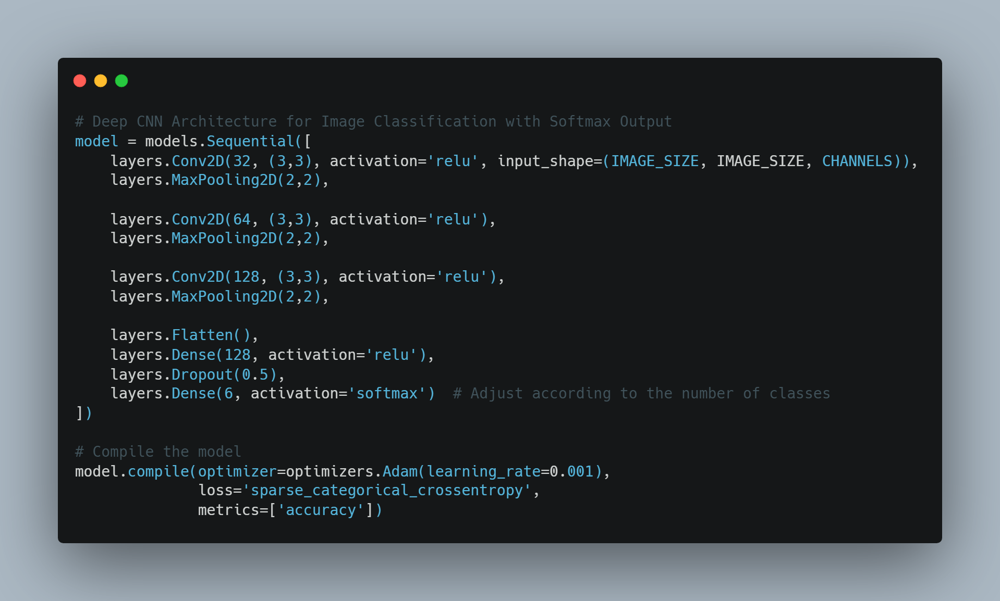 # Deep CNN Architecture for Image Classification with Softmax Output
model = models.Sequential([
    layers.Conv2D(32, (3,3), activation='relu', input_shape=(IMAGE_SIZE, IMAGE_SIZE, CHANNELS)),
    layers.MaxPooling2D(2,2),

    layers.Conv2D(64, (3,3), activation='relu'),
    layers.MaxPooling2D(2,2),

    layers.Conv2D(128, (3,3), activation='relu'),
    layers.MaxPooling2D(2,2),

    layers.Flatten(),
    layers.Dense(128, activation='relu'),
    layers.Dropout(0.5),
    layers.Dense(6, activation='softmax')  # Adjust according to the number of classes
])

# Compile the model
model.compile(optimizer=optimizers.Adam(learning_rate=0.001),
              loss='sparse_categorical_crossentropy',
              metrics=['accuracy'])